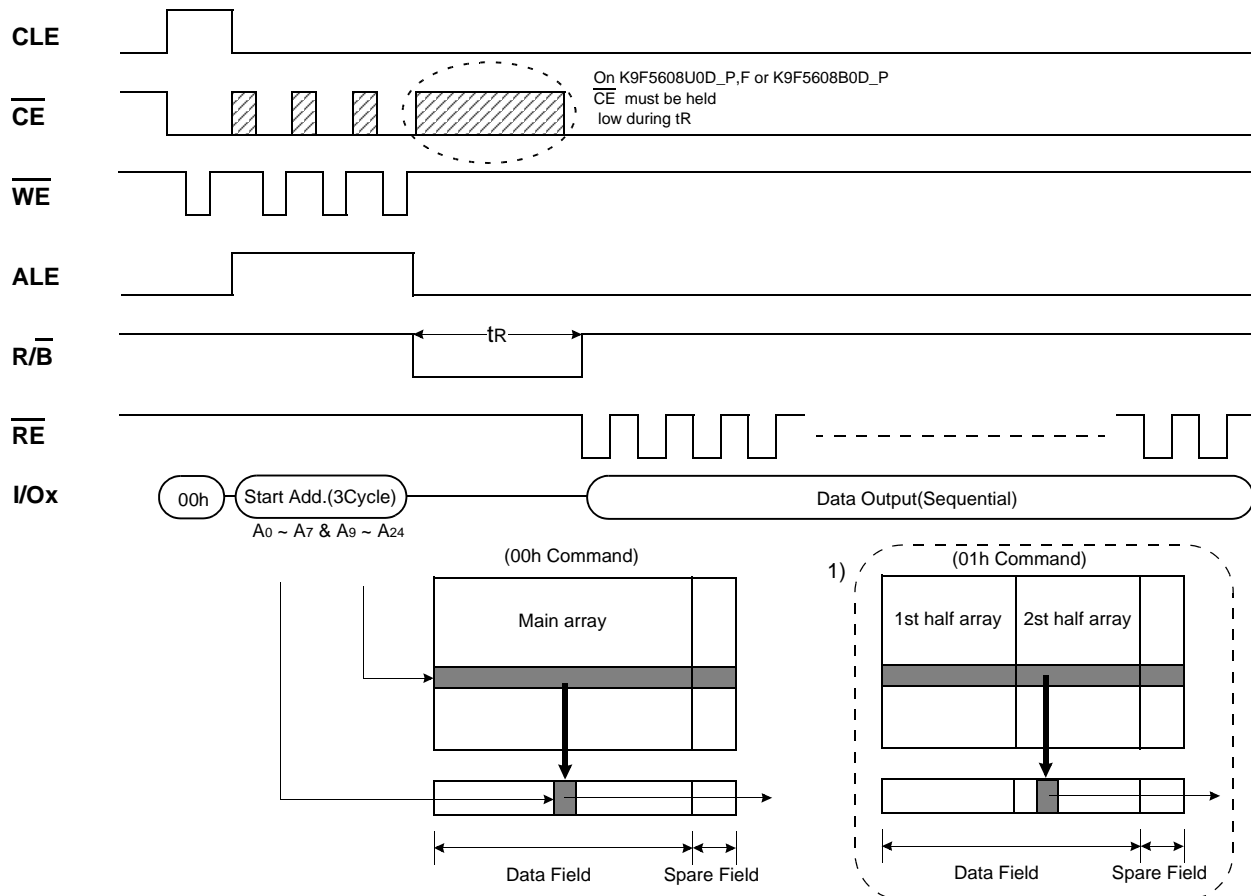 CLE
On K9F5608U0D_P,F or K9F5608B0D_P
CE must be held
low during tR
CE
WE
ALE
R/B
tR
RE
I/Ox
00h
Start Add.(3Cycle)
Data Output(Sequential)
A0 ~ A7 & A9 ~ A24
(00h Command)
1)
(01h Command)
Main array
1st half array
2st half array
Data Field
Spare Field
Data Field
Spare Field